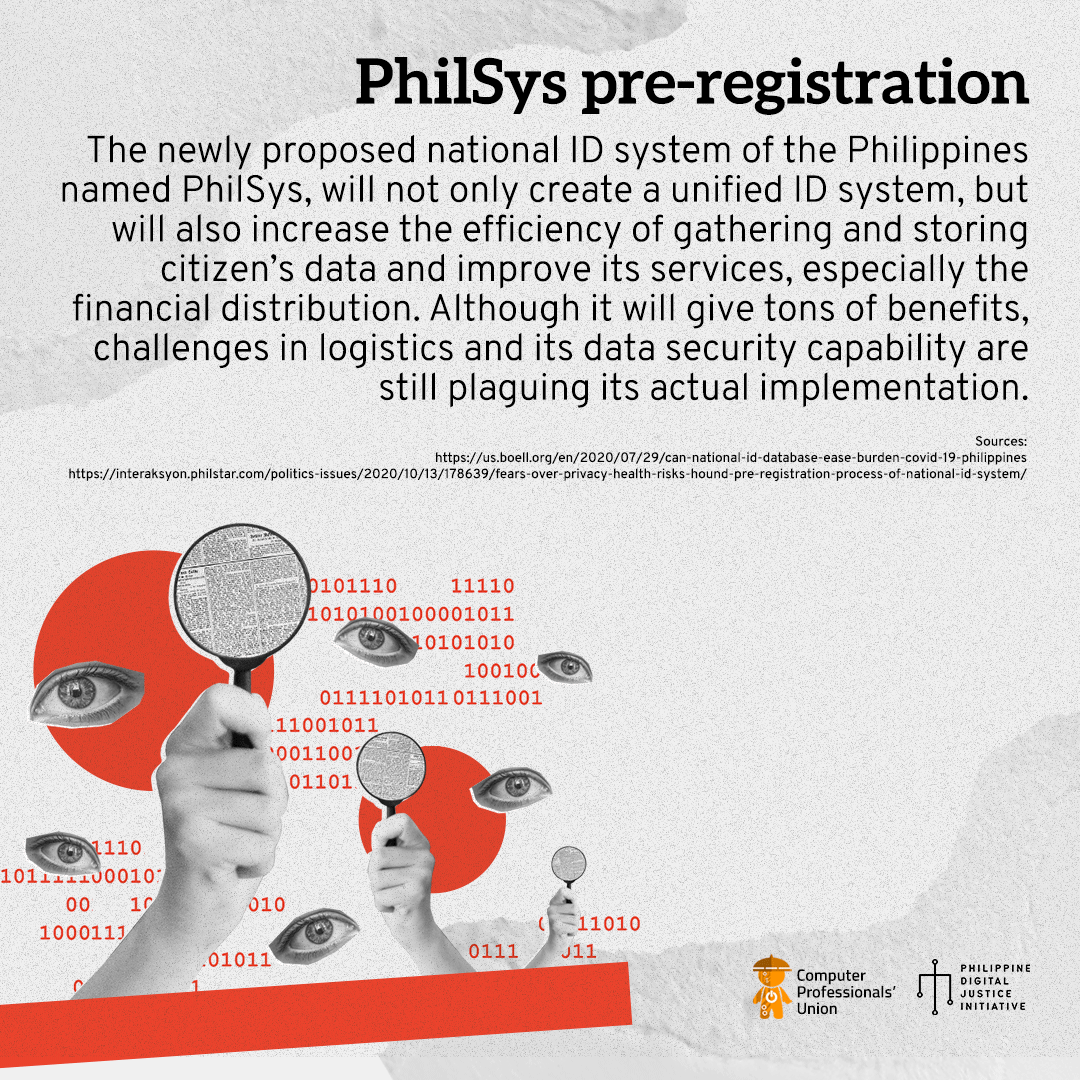 PhilSys pre-registration
The newly proposed national ID system of the Philippines
named PhilSys, will not only create a unified ID system, but
will also increase the efficiency of gathering and storing
citizen’s data and improve its services, especially the
financial distribution. Although it will give tons of benefits,
challenges in logistics and its data security capability are
still plaguing its actual implementation.
Sources:
https://us.boell.org/en/2020/07/29/can-national-id-database-ease-burden-covid-19-philippines
https://interaksyon.philstar.com/politics-issues/2020/10/13/178639/fears-over-privacy-health-risks-hound-pre-registration-process-of-national-id-system/
0101110 11110
1010100100001011
10101010
10010
0111101011 0111001
111001011
0011001
01101
1110
00 10 010
1000111
01011
11010
0111 011
0 1
Computer
Professionals’
Union
PHILIPPINE
DIGITAL
JUSTICE
INITIATIVE